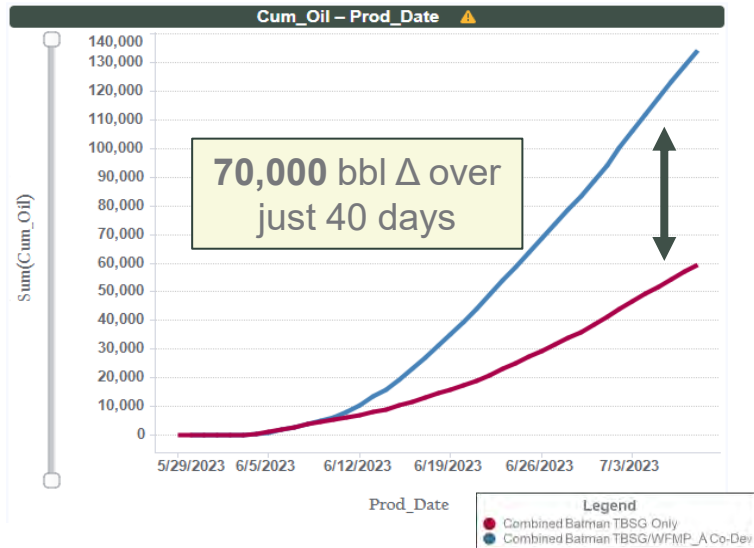 Cum_Oil – Prod_Date
140,000
130,000
120,000
110,000
100,000
90,000
80,000
70,000
60,000
50,000
40,000
30,000
20,000
10,000
0
Sum(Cum_Oil)
70,000 bbl Δ over
just 40 days
5/29/2023 6/5/2023 6/12/2023 6/19/2023 6/26/2023 7/3/2023
Prod_Date
Legend
Combined Batman TBSG Only
Combined Batman TBSG/WFMP_A Co-Dev